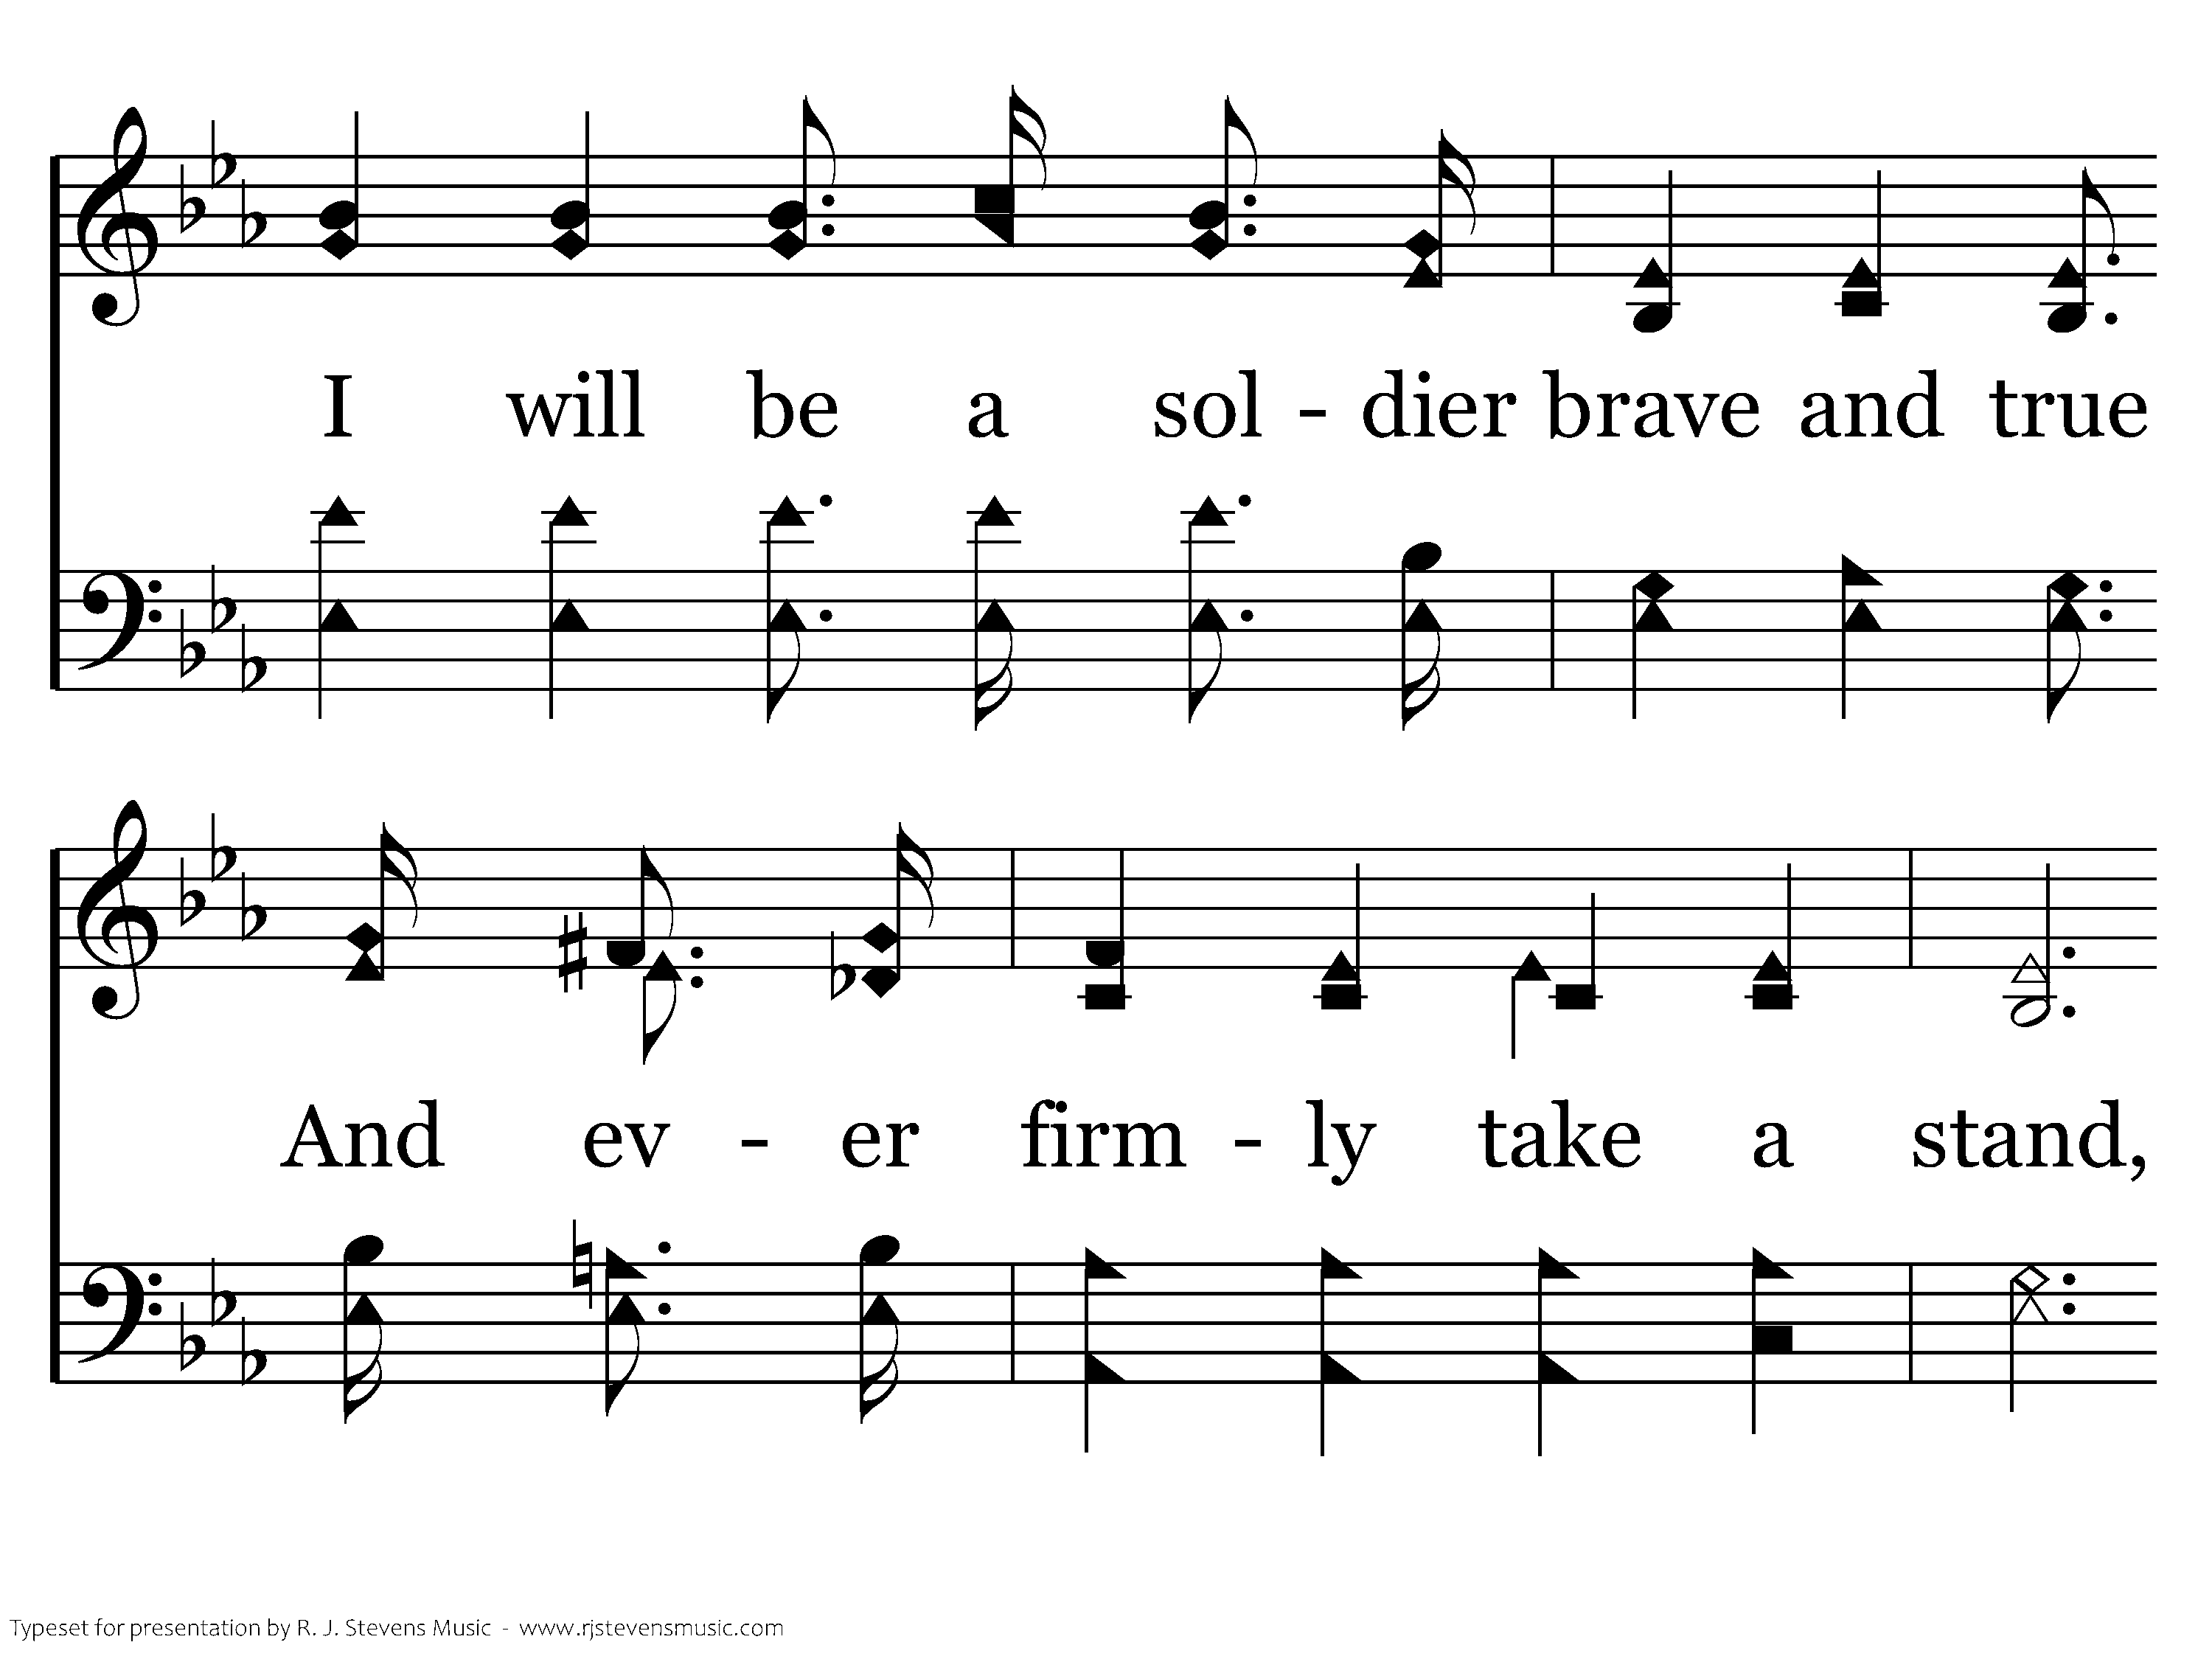 I will be a sol - dier brave and true
And ev - er firm - ly take a stand,
Typeset for presentation by R. J. Stevens Music - www.rjstevensmusic.com